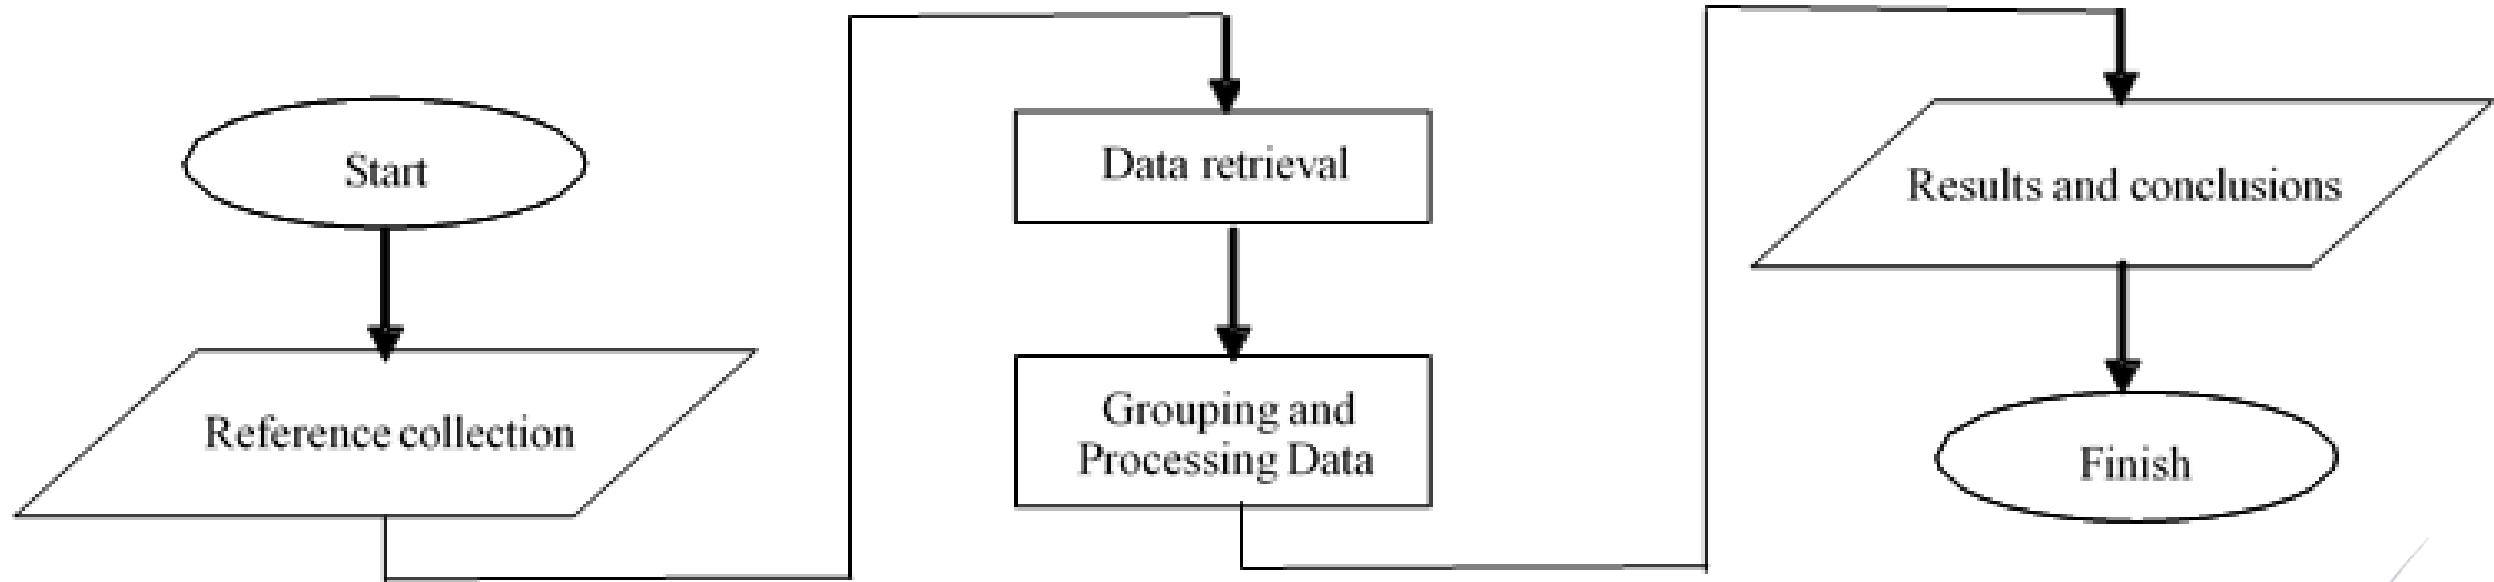 Start
Reference collection
Data retrieval
Grouping and
Processing Data
Results and conclusions
Finish